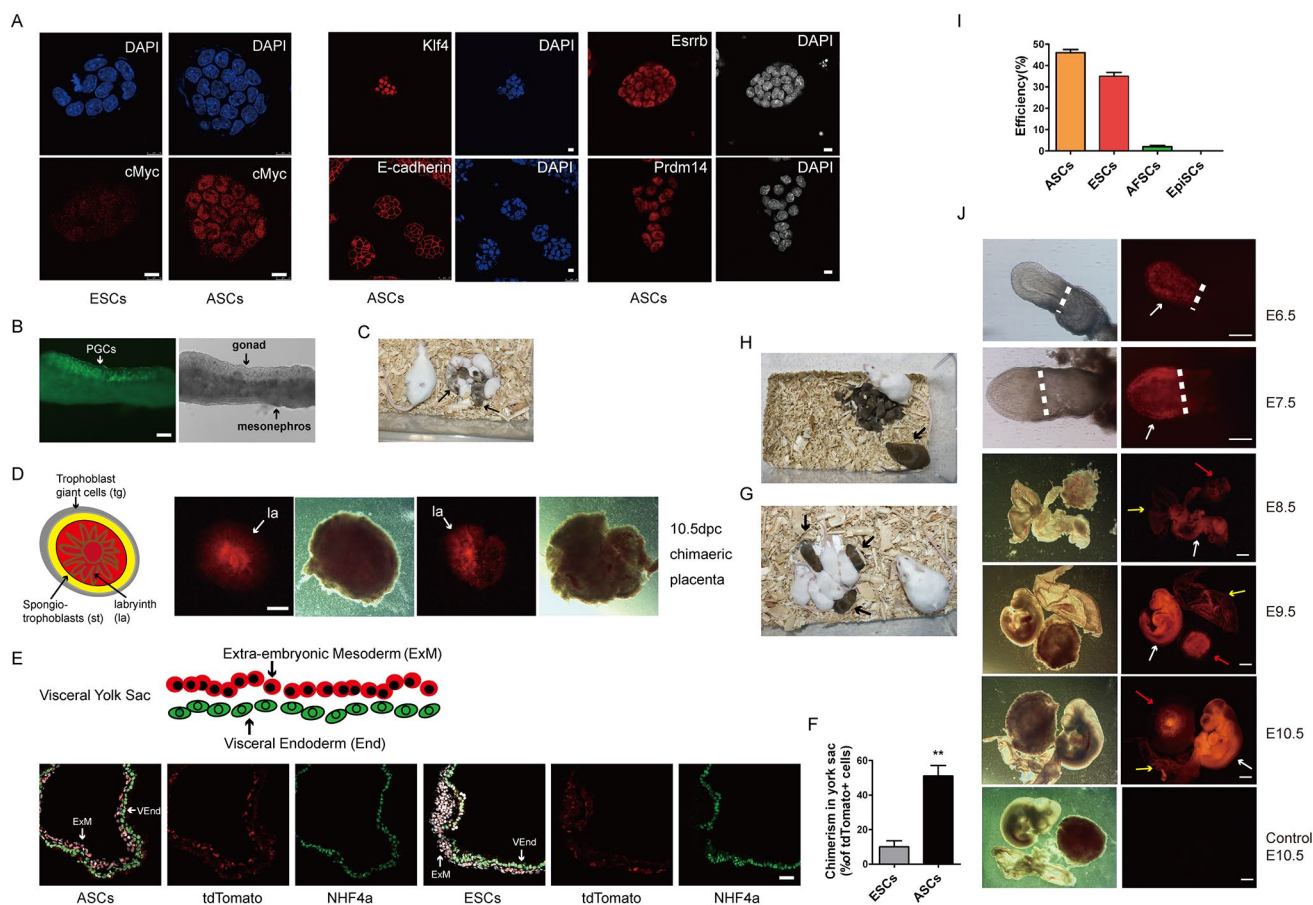 A
DAPI
DAPI
cMyc
cMyc
ESCs
ASCs
Klf4
DAPI
Esrrb
DAPI
E-cadherin
DAPI
Prdm14
DAPI
ASCs
ASCs
B
PGCs
gonad
mesonephros
C
D
Trophoblast
giant cells (tg)
Spongio-
trophoblasts (st)
labyrinth
(la)
la
la
10.5dpc
chimaeric
placenta
E
Extra-embryonic Mesoderm (ExM)
Visceral Yolk Sac
Visceral Endoderm (End)
ExM
VEnd
ExM
VEnd
ASCs
tdTomato
NHF4a
ESCs
tdTomato
NHF4a
F
Chimerism in york sac
(%of tdTomato+ cells)
60
40
20
0
**
ESCs
ASCs
H
G
I
Efficiency(%)
50
40
30
20
10
0
ASCs
ESCs
AFSCs
EpiSCs
J
E6.5
E7.5
E8.5
E9.5
E10.5
Control
E10.5